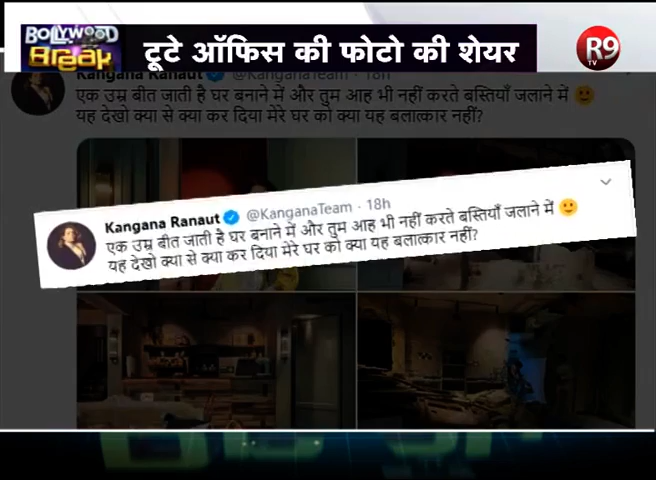 BOLLYWOOD
Break
टूटे ऑफिस की फोटो की शेयर
R9
TV
Kangana Ranaut @KanganaTeam · 18h
एक उम्र बीत जाती है घर बनाने में और तुम आह भी नहीं करते बस्तियाँ जलाने में 🙂
यह देखो क्या से क्या कर दिया मेरे घर को क्या यह बलात्कार नहीं?
Kangana Ranaut @KanganaTeam · 18h
एक उम्र बीत जाती है घर बनाने में और तुम आह भी नहीं करते बस्तियाँ जलाने में 🙂
यह देखो क्या से क्या कर दिया मेरे घर को क्या यह बलात्कार नहीं?